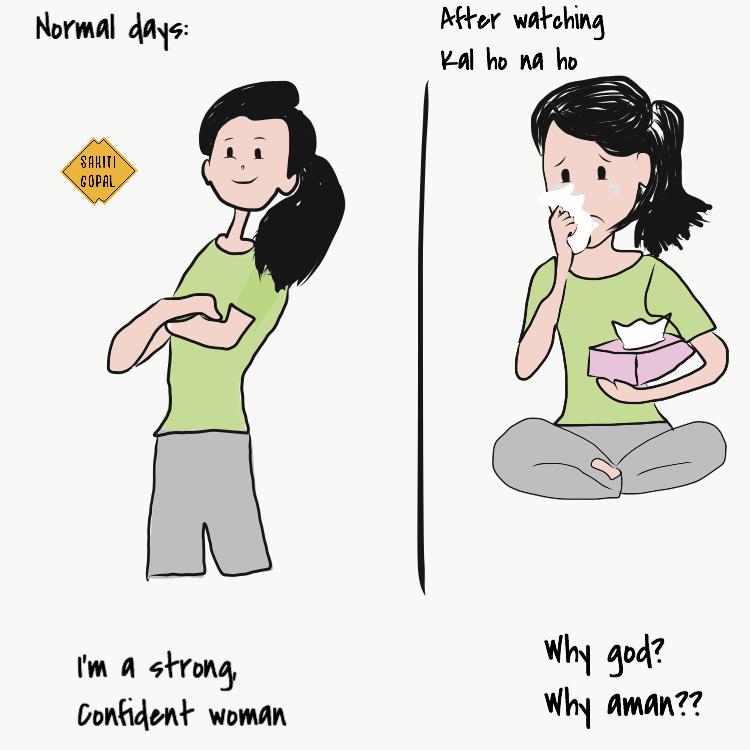 Normal days:
After watching
Kal ho na ho
SAHITI
GOPAL
I'm a strong,
Confident woman
Why god?
Why aman??